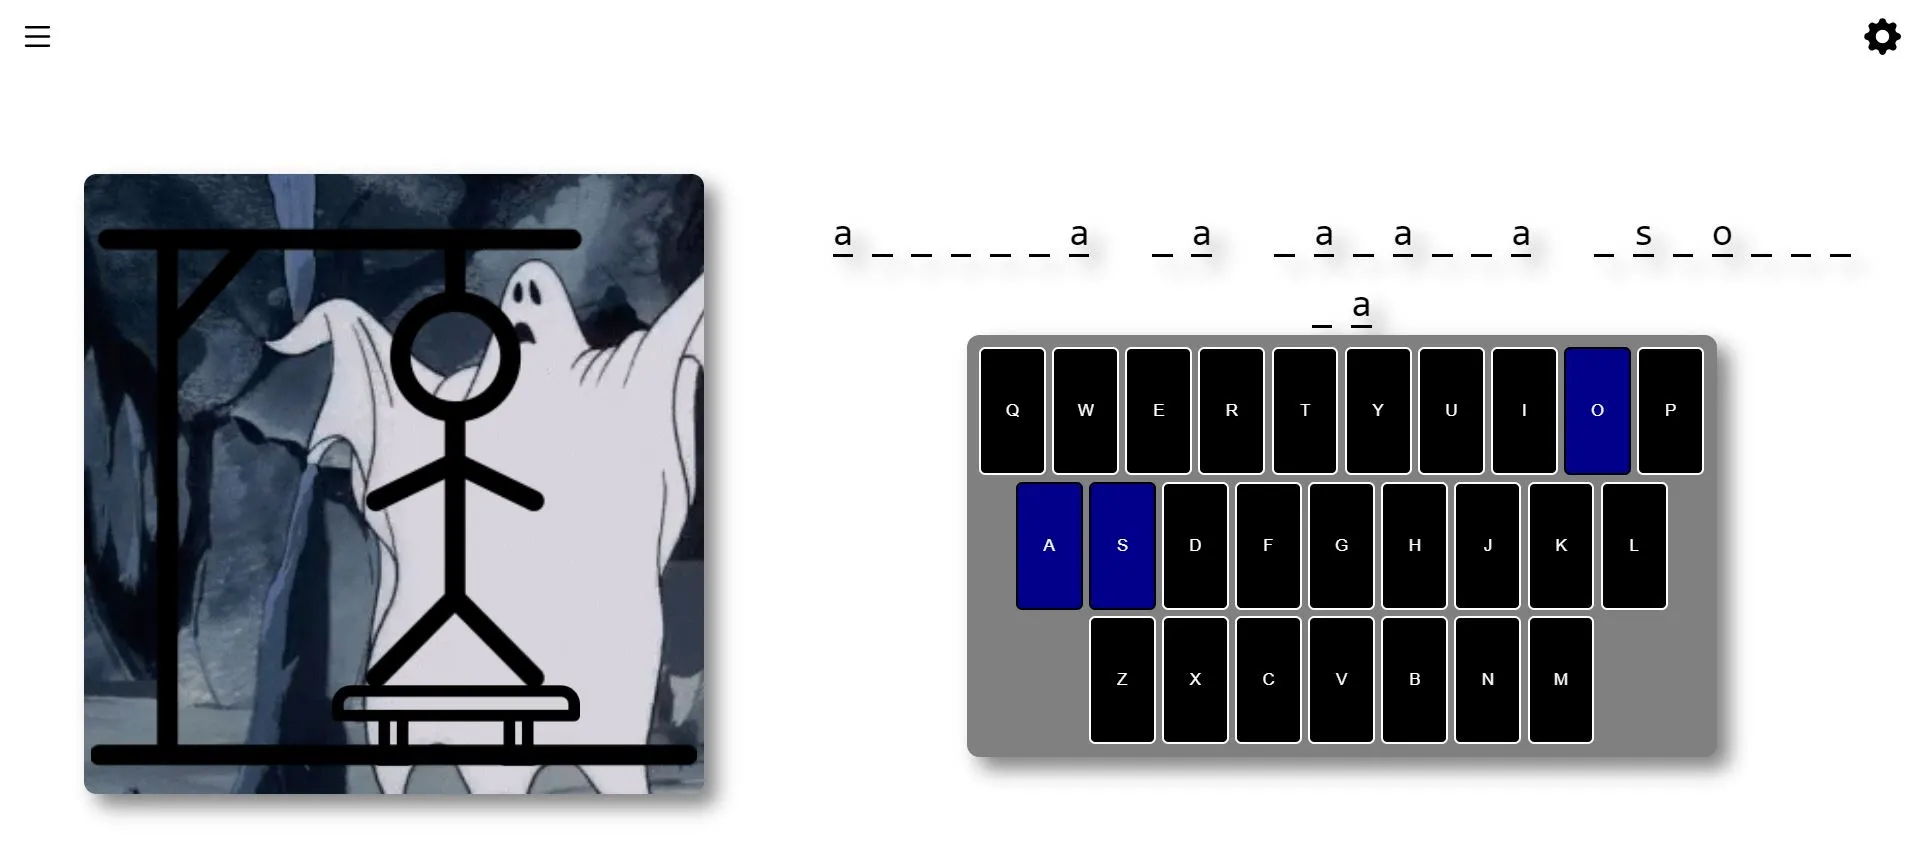 a _ _ _ _ _ a   _ a   _ a _ a _ _ a   _ s _ o _ _ _
_ a
Q W E R T Y U I O P
A S D F G H J K L
Z X C V B N M